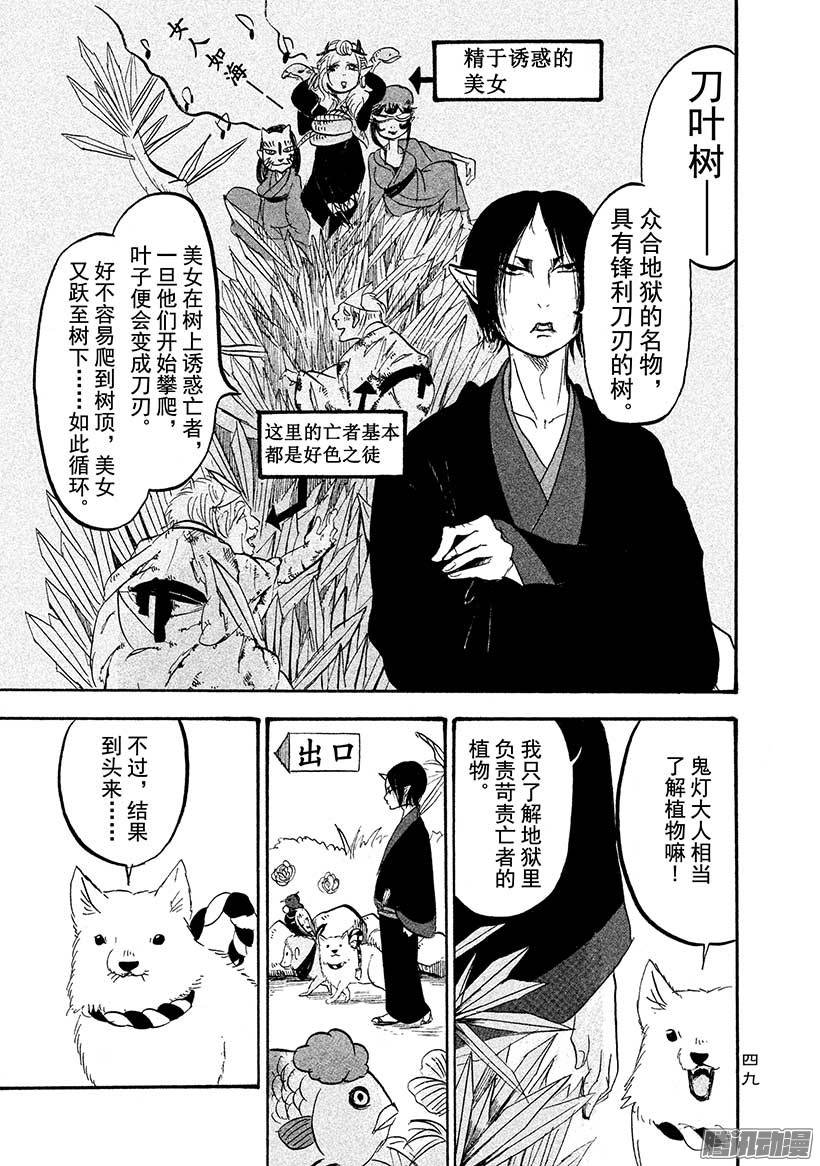 刀叶树——
众合地狱的名物，
具有锋利刀刃的树。
精于诱惑的
美女
女人如海——
美女在树上诱惑亡者，
一旦他们开始攀爬，
叶子便会变成刀刃。
好不容易爬到树顶，美女
又跃至树下……如此循环。
这里的亡者基本
都是好色之徒
鬼灯大人相当
了解植物嘛！
我只了解地狱里
负责苛责亡者的
植物。
出口
不过，结果
到头来……
四九
腾讯动漫